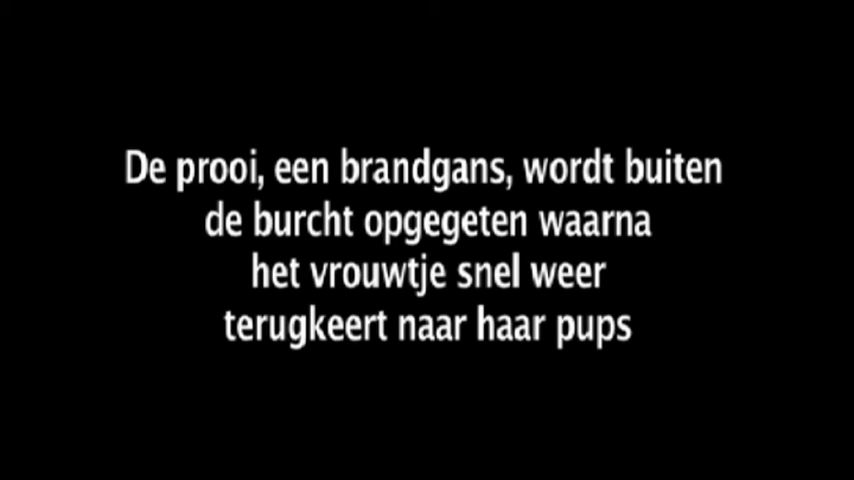 De prooi, een brandgans, wordt buiten
de burcht opgegeten waarna
het vrouwtje snel weer
terugkeert naar haar pups